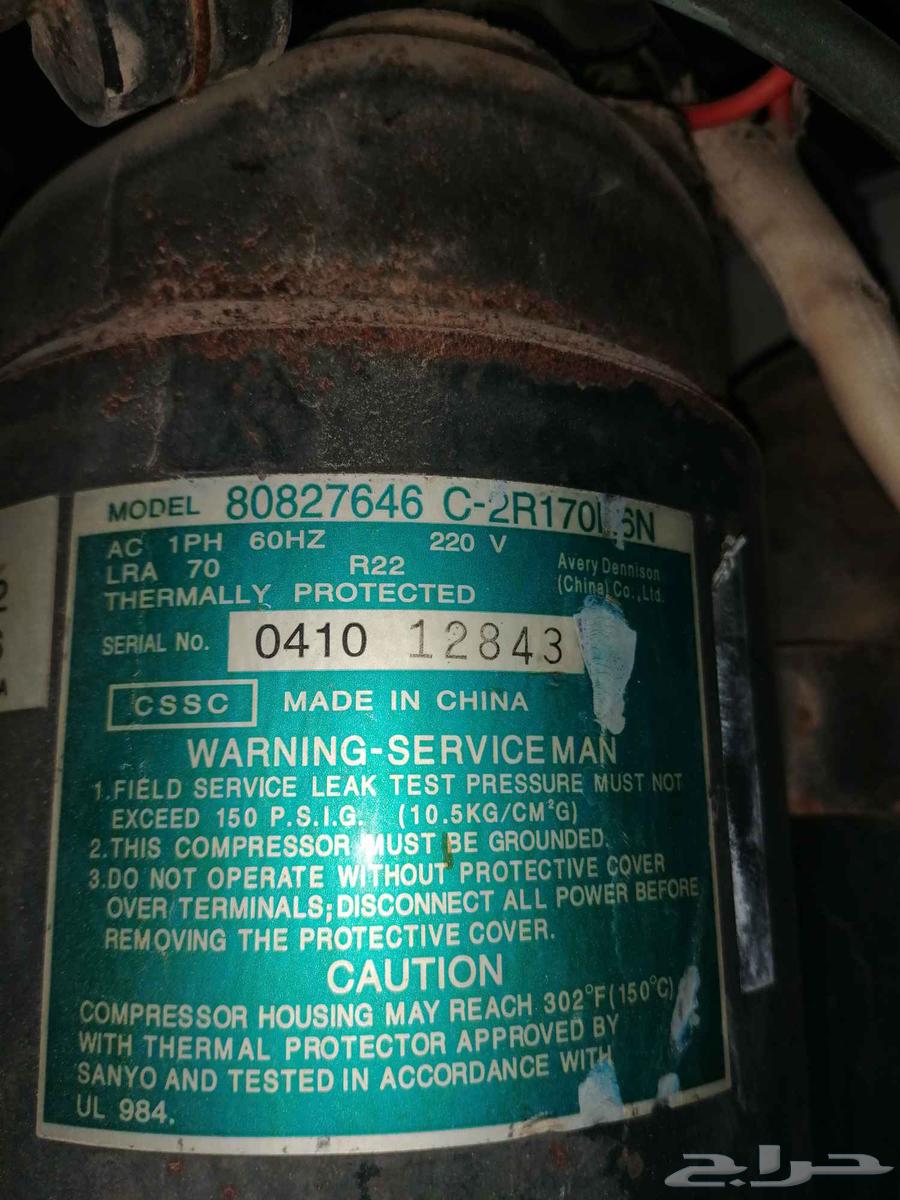 MODEL 80827646
AC 1PH 60HZ 220 V
LRA 70 R22
Avery Dennison
(China) Co., Ltd.
THERMALLY PROTECTED
SERIAL No. 0410 12843
CSSC MADE IN CHINA
WARNING-SERVICEMAN
1.FIELD SERVICE LEAK TEST PRESSURE MUST NOT
EXCEED 150 P.S.I.G. (10.5KG/CM²G)
2.THIS COMPRESSOR MUST BE GROUNDED.
3.DO NOT OPERATE WITHOUT PROTECTIVE COVER
OVER TERMINALS;DISCONNECT ALL POWER BEFORE
REMOVING THE PROTECTIVE COVER.
CAUTION
COMPRESSOR HOUSING MAY REACH 302°F(150°C)
WITH THERMAL PROTECTOR APPROVED BY
SANYO AND TESTED IN ACCORDANCE WITH
UL 984.
حراج